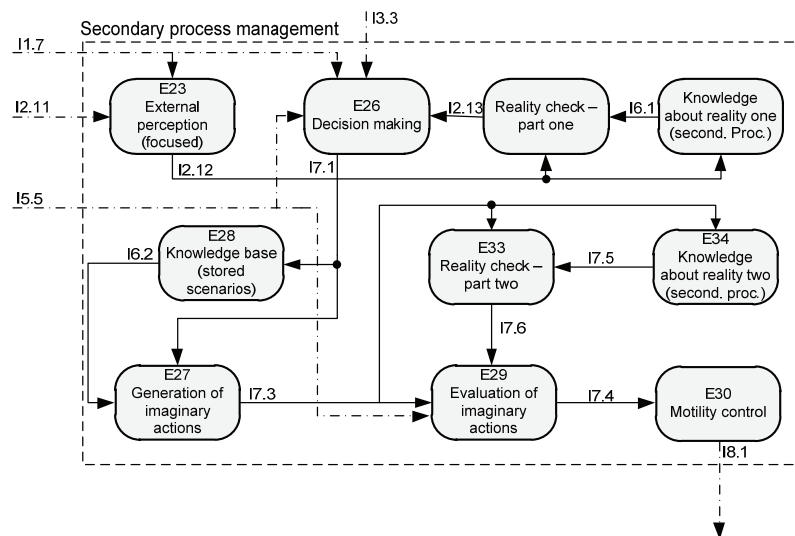 Secondary process management
I3.3
I1.7
E23
External
perception
(focused)
E26
Decision making
I2.13
Reality check –
part one
I6.1
Knowledge
about reality one
(second. Proc.)
I2.11
I2.12
I7.1
I5.5
I6.2
E28
Knowledge base
(stored
scenarios)
E33
Reality check –
part two
I7.5
E34
Knowledge
about reality two
(second. proc.)
I7.6
E27
Generation of
imaginary
actions
I7.3
E29
Evaluation of
imaginary
actions
I7.4
E30
Motility control
I8.1